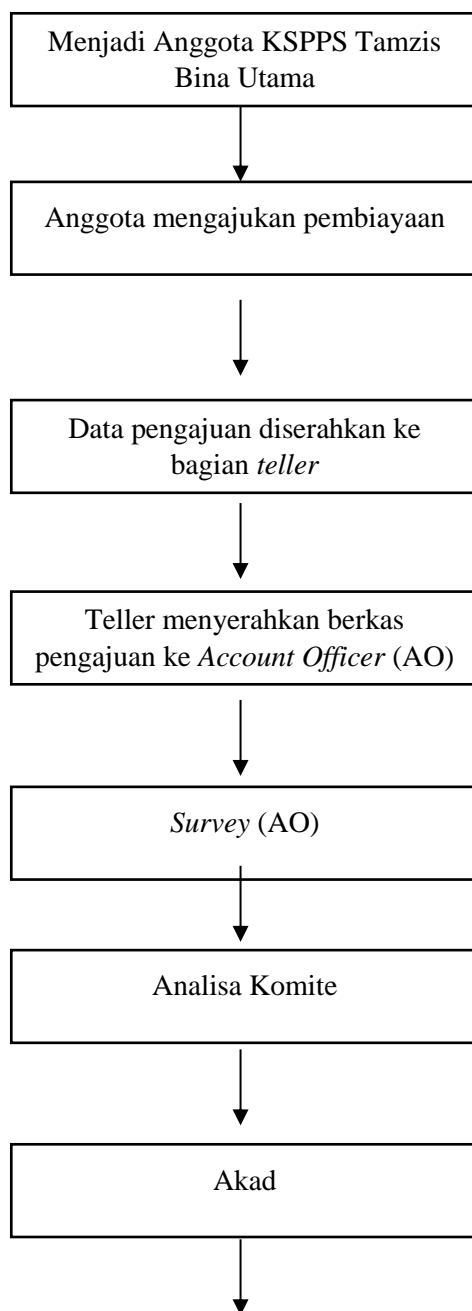 Menjadi Anggota KSPPS Tamzis
Bina Utama
Anggota mengajukan pembiayaan
Data pengajuan diserahkan ke
bagian teller
Teller menyerahkan berkas
pengajuan ke Account Officer (AO)
Survey (AO)
Analisa Komite
Akad